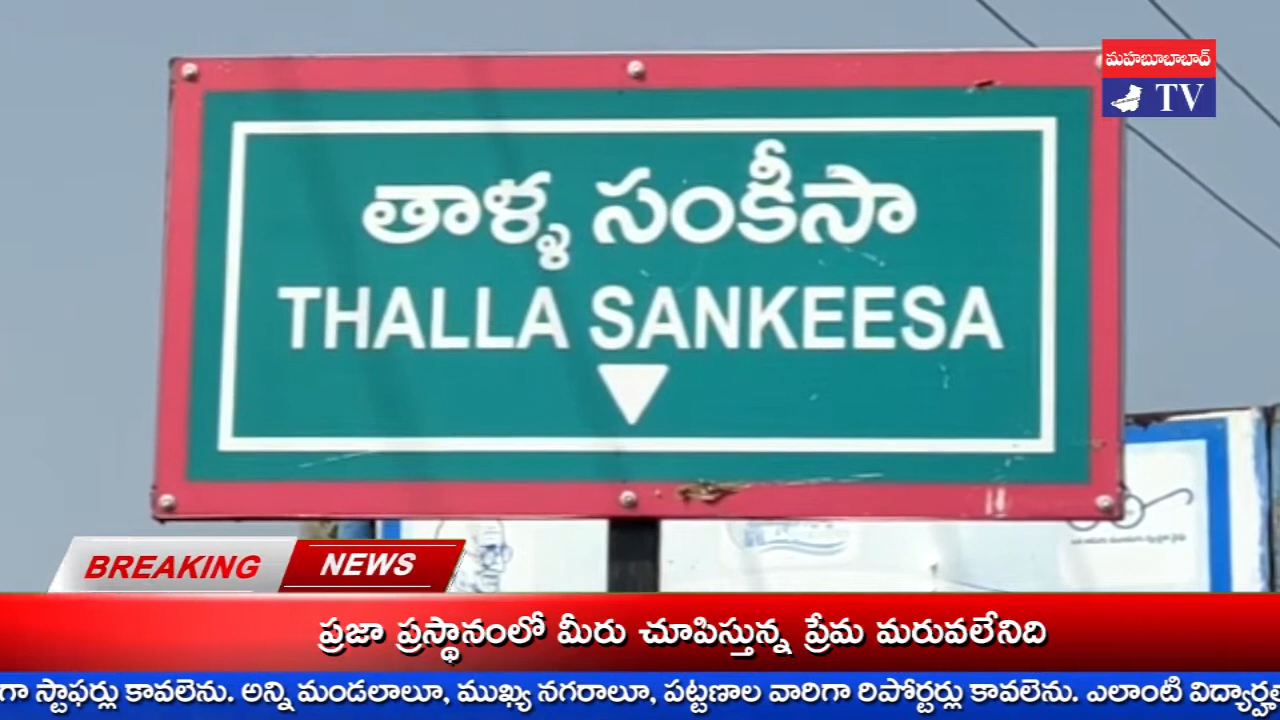 మహబూబాబాద్
TV
తాళ్ళ సంకీసా
THALLA SANKEESA
BREAKING NEWS
ప్రజా ప్రస్థానంలో మీరు చూపిస్తున్న ప్రేమ మరువలేనిది
గా స్టాఫర్లు కావలెను. అన్ని మండలాలూ, ముఖ్య నగరాలూ, పట్టణాల వారిగా రిపోర్టర్లు కావలెను. ఎలాంటి